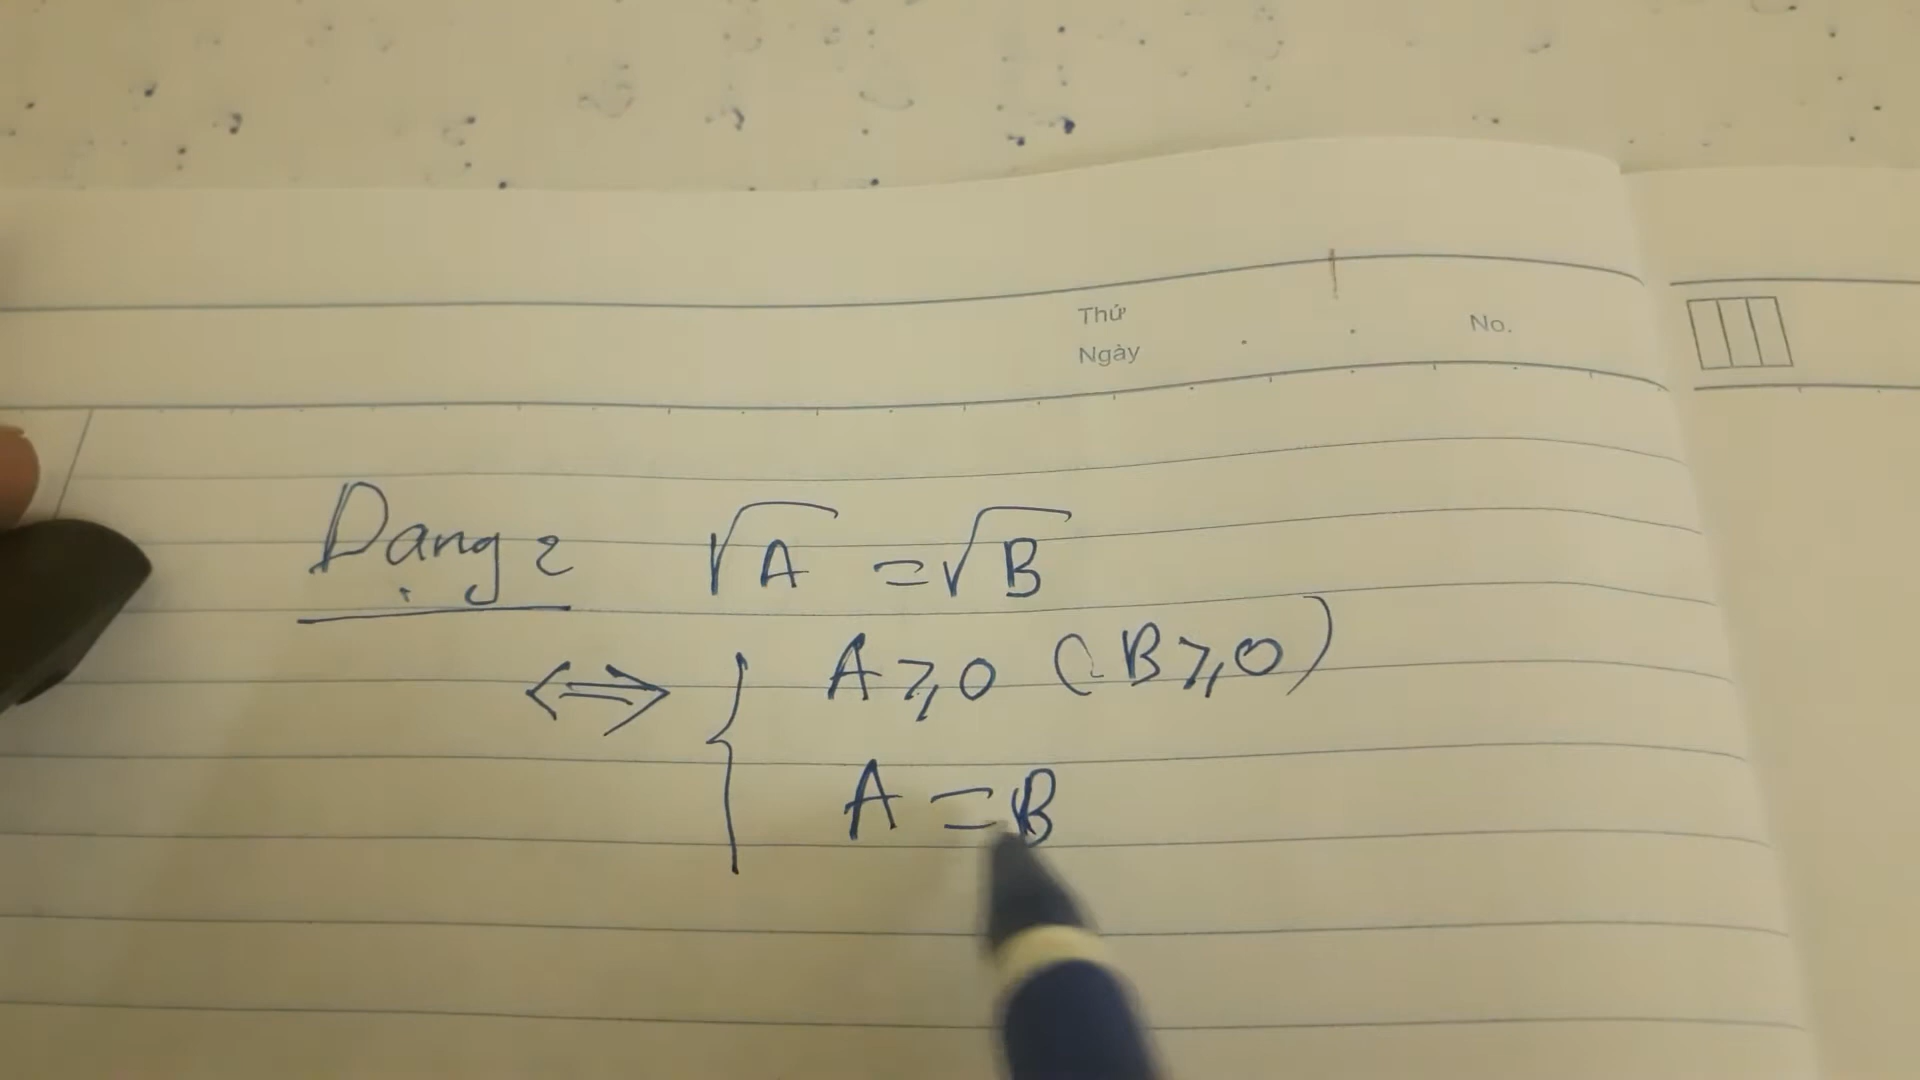 Thứ
Ngày
No.
Dạng 2 √A = √B
⟺ { A ⩾ 0 (B ⩾ 0)
A = B